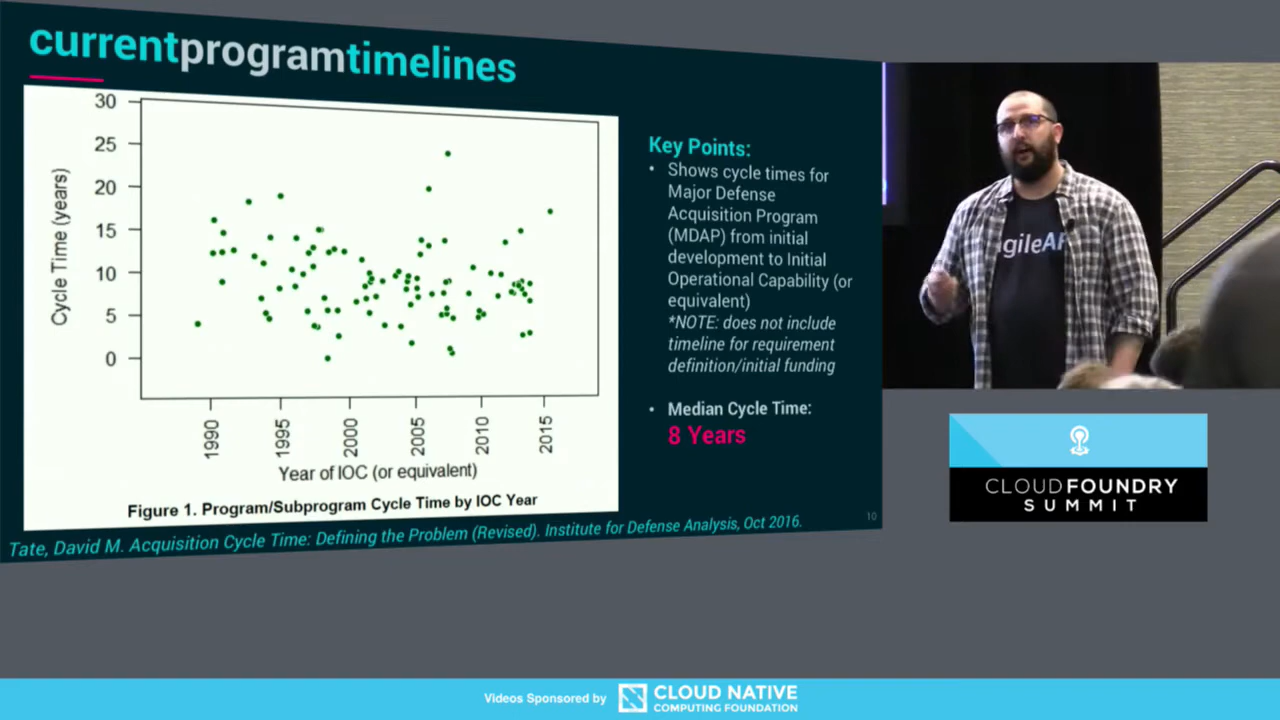 currentprogramtimelines
30
25
20
15
10
5
0
Cycle Time (years)
1990
1995
2000
2005
2010
2015
Year of IOC (or equivalent)
Figure 1. Program/Subprogram Cycle Time by IOC Year
Key Points:
• Shows cycle times for
Major Defense
Acquisition Program
(MDAP) from initial
development to Initial
Operational Capability (or
equivalent)
*NOTE: does not include
timeline for requirement
definition/initial funding
• Median Cycle Time:
8 Years
10
Tate, David M. Acquisition Cycle Time: Defining the Problem (Revised). Institute for Defense Analysis, Oct 2016.
CLOUDFOUNDRY
SUMMIT
Videos Sponsored by
CLOUD NATIVE
COMPUTING FOUNDATION